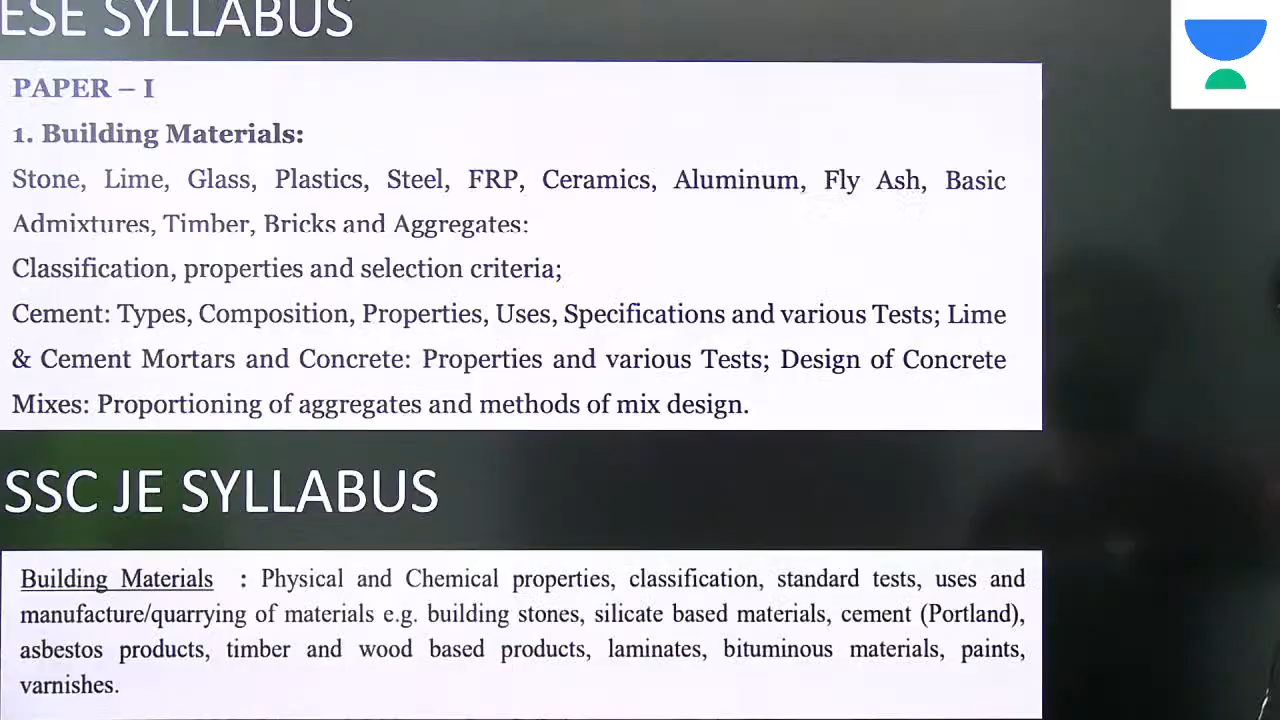 ESE SYLLABUS
PAPER – I
1. Building Materials:
Stone, Lime, Glass, Plastics, Steel, FRP, Ceramics, Aluminum, Fly Ash, Basic
Admixtures, Timber, Bricks and Aggregates:
Classification, properties and selection criteria;
Cement: Types, Composition, Properties, Uses, Specifications and various Tests; Lime
& Cement Mortars and Concrete: Properties and various Tests; Design of Concrete
Mixes: Proportioning of aggregates and methods of mix design.
SSC JE SYLLABUS
Building Materials : Physical and Chemical properties, classification, standard tests, uses and
manufacture/quarrying of materials e.g. building stones, silicate based materials, cement (Portland),
asbestos products, timber and wood based products, laminates, bituminous materials, paints,
varnishes.